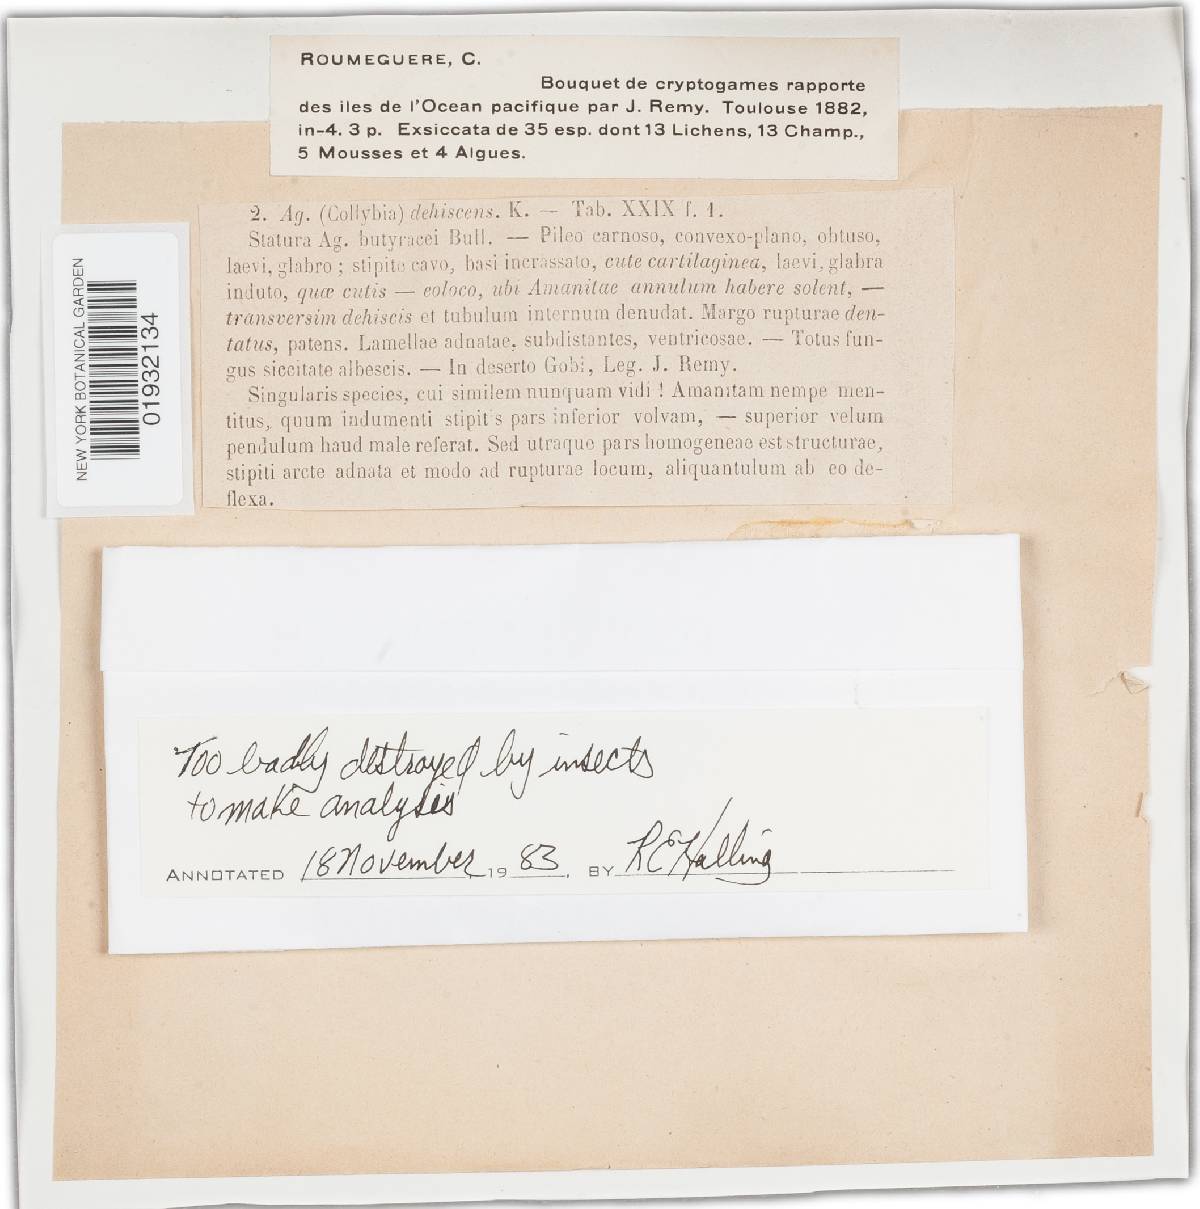 ROUMEGUERE, C.
Bouquet de cryptogames rapporte
des iles de l'Ocean pacifique par J. Remy. Toulouse 1882,
in-4. 3 p. Exsiccata de 35 esp. dont 13 Lichens, 13 Champ.,
5 Mousses et 4 Algues.
2. Ag. (Collybia) dehiscens. K. — Tab. XXIX f. 1.
Statura Ag. butyracei Bull. — Pileo carnoso, convexo-plano, obtuso,
laevi, glabro ; stipite cavo, basi incrassato, cute cartilaginea, laevi, glabra
induto, quæ cutis — eoloco, ubi Amanitae annulum habere solent, —
transversim dehiscis et tubulum internum denudat. Margo rupturae den-
tatus, patens. Lamellae adnatae, subdistantes, ventricosae. — Totus fun-
gus siccitate albescis. — In deserto Gobi, Leg. J. Remy.
Singularis species, cui similem nunquam vidi ! Amanitam nempe men-
titus, quum indumenti stipit s pars inferior volvam, — superior velum
pendulum haud male referat. Sed utraque pars homogeneae est structurae,
stipiti arcte adnata et modo ad rupturae locum, aliquantulum ab eo de-
flexa.
NEW YORK BOTANICAL GARDEN
01932134
Too badly destroyed by insects
to make analysis
ANNOTATED 18 November, 19 83. BY RE Halling